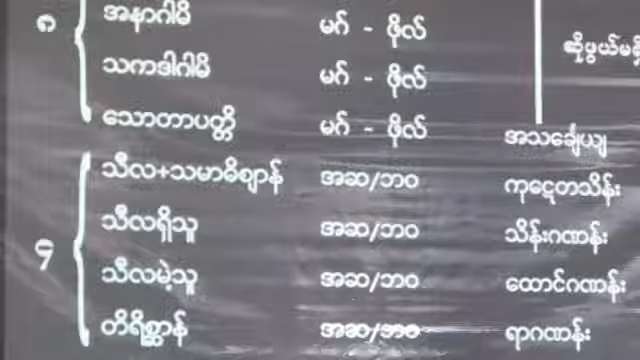 ၈ အနာဂါမိ မဂ် - ဖိုလ် ဆိုဖွယ်မရှိ
သကဒါဂါမိ မဂ် - ဖိုလ်
သောတာပတ္တိ မဂ် - ဖိုလ် အသင်္ချေယျ
သီလ+သမာဓိဈာန် အဆ/ဘဝ ကုဋေတသိန်း
၄ သီလရှိသူ အဆ/ဘဝ သိန်းဂဏန်း
သီလမဲ့သူ အဆ/ဘဝ ထောင်ဂဏန်း
တိရိစ္ဆာန် အဆ/ဘဝ ရာဂဏန်း